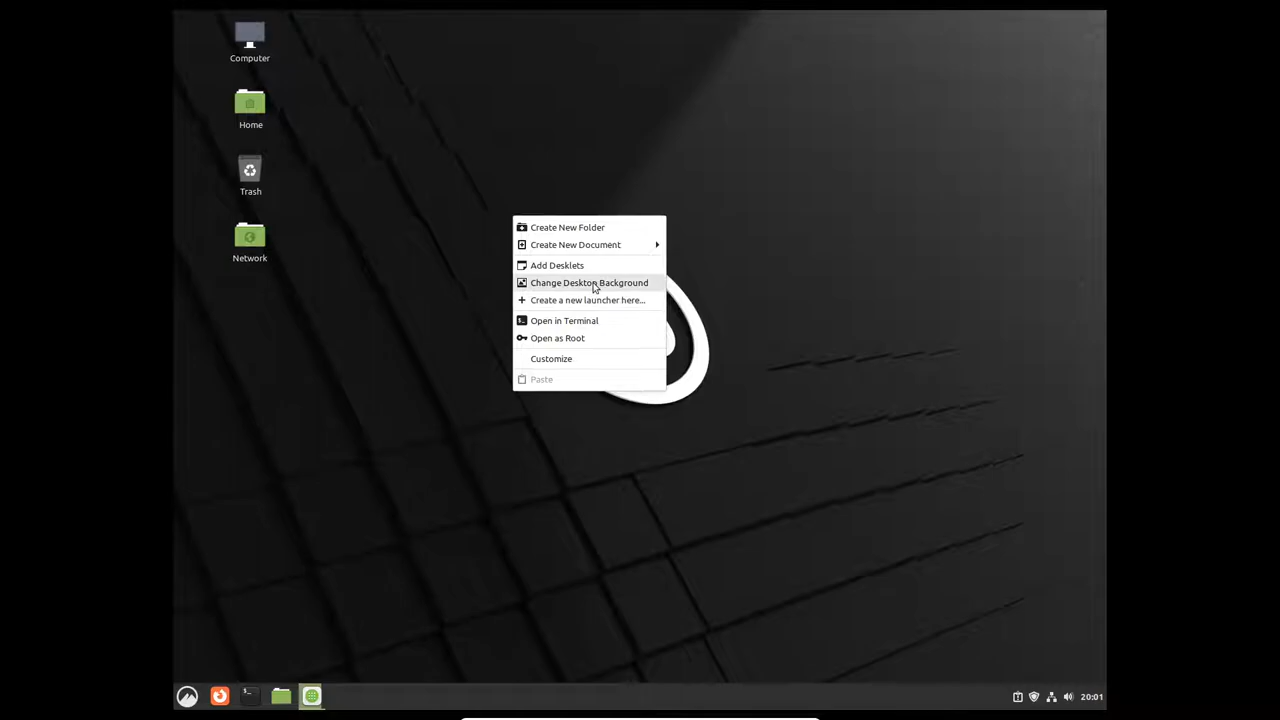 Computer
Home
Trash
Network
Create New Folder
Create New Document
Add Desklets
Change Desktop Background
Create a new launcher here...
Open in Terminal
Open as Root
Customize
Paste
20:01